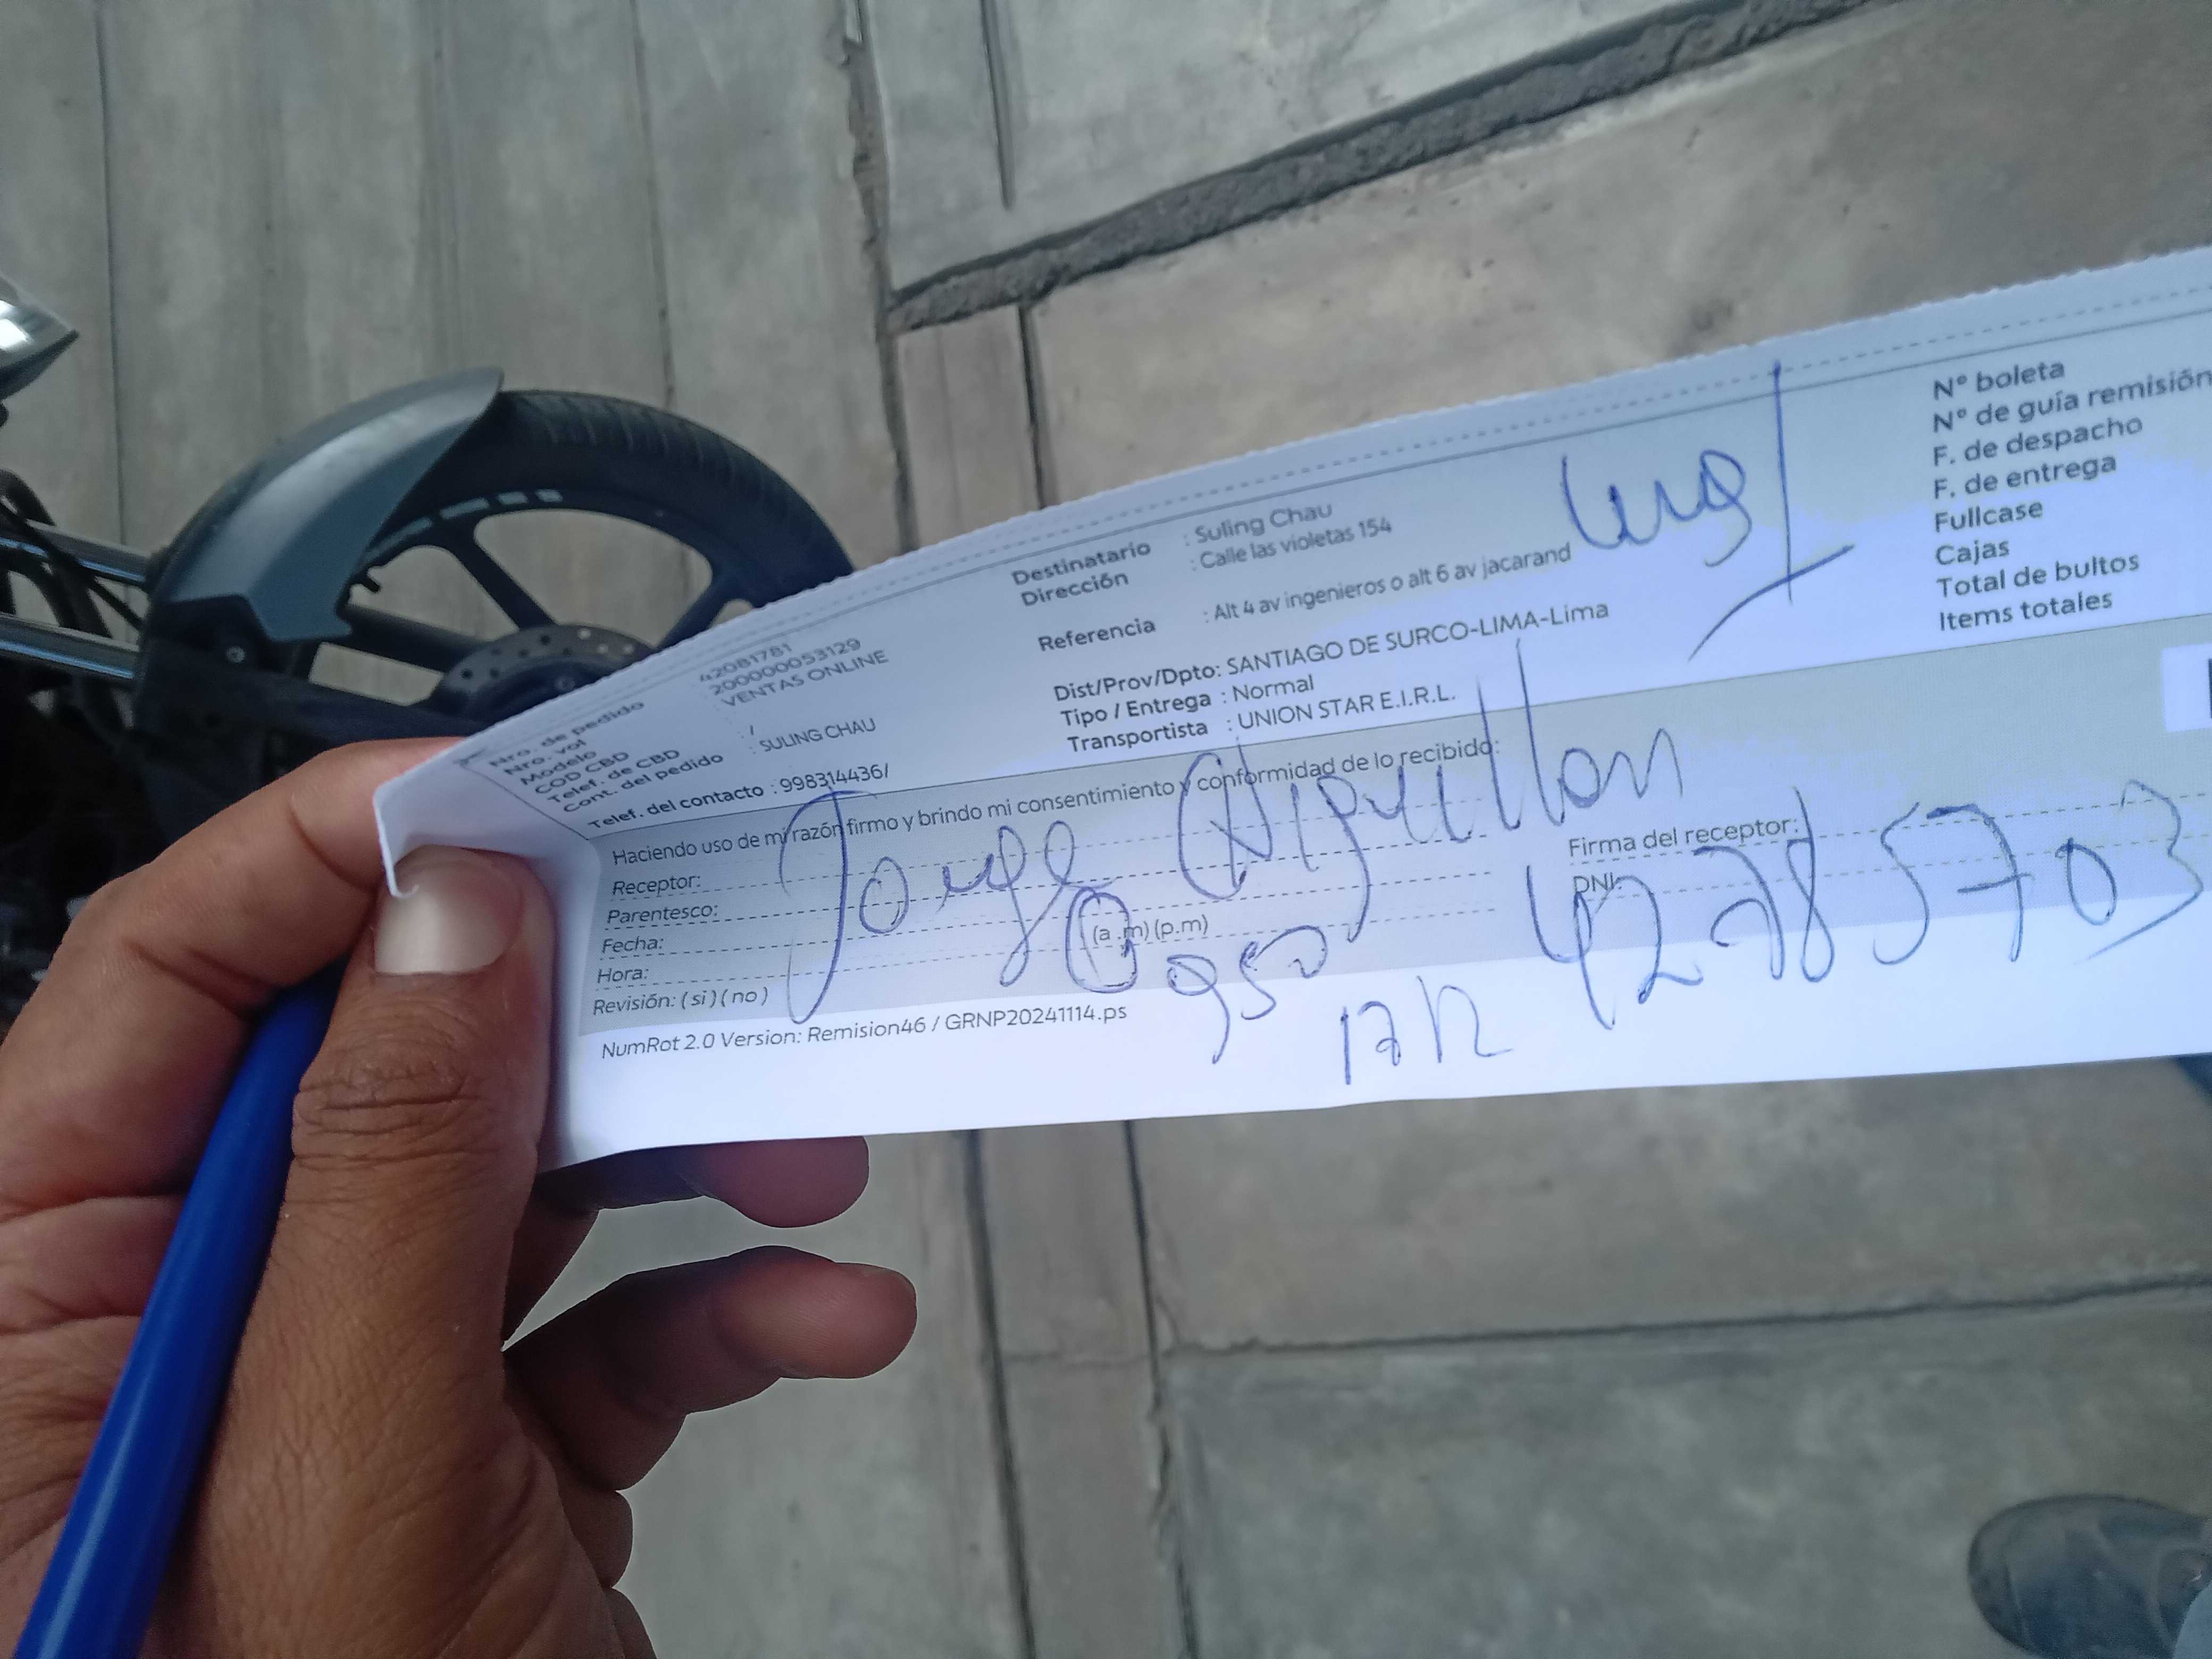 Nro. de pedido 42081781
Nro. vol 200000053129
Modelo : VENTAS ONLINE
COD CBD
Telef. de CBD : /
Cont. del pedido : SULING CHAU
Telef. del contacto : 998314436/
Destinatario : Suling Chau
Dirección : Calle las violetas 154
Referencia : Alt 4 av ingenieros o alt 6 av jacarand
Dist/Prov/Dpto: SANTIAGO DE SURCO-LIMA-Lima
Tipo / Entrega : Normal
Transportista : UNION STAR E.I.R.L.
N° boleta
N° de guía remisión
F. de despacho
F. de entrega
Fullcase
Cajas
Total de bultos
Items totales
Haciendo uso de mi razón firmo y brindo mi consentimiento y conformidad de lo recibido:
Receptor: Jorge
Parentesco:
Fecha:
Hora: (a .m) (p.m)
Revisión: ( si ) ( no )
Firma del receptor:
DNI: 42785703
950
17 12
NumRot 2.0 Version: Remision46 / GRNP20241114.ps